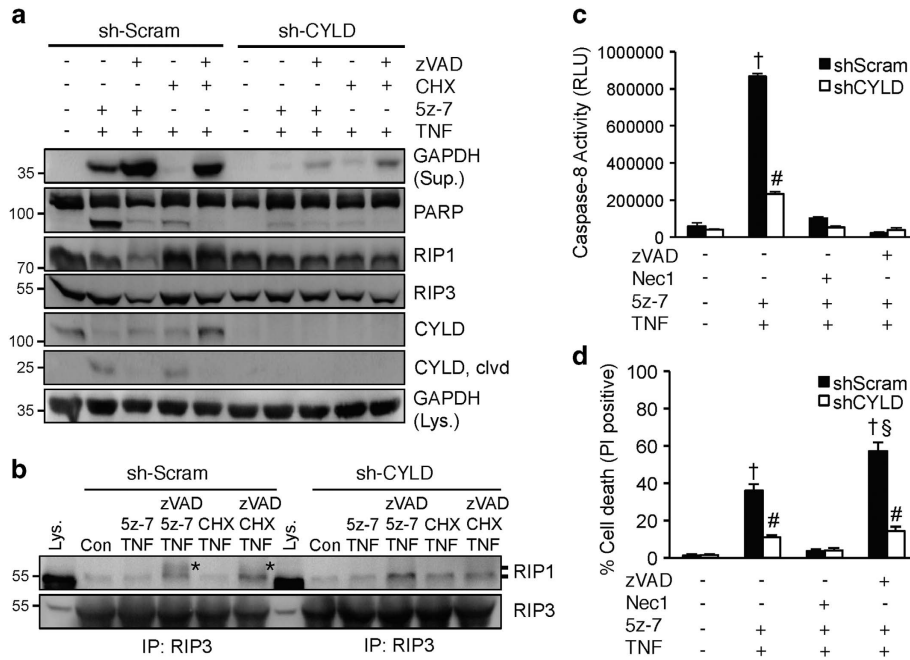 a
sh-Scram sh-CYLD
- - + - + - - + - + zVAD
- - - + + - - - + + CHX
- + + - - - + + - - 5z-7
- + + + + - + + + + TNF
35 GAPDH
(Sup.)
100 PARP
70 RIP1
55 RIP3
100 CYLD
25 CYLD, clvd
35 GAPDH
(Lys.)
b
sh-Scram sh-CYLD
zVAD zVAD zVAD zVAD
5z-7 5z-7 CHX CHX 5z-7 5z-7 CHX CHX
Lys. Con TNF TNF TNF TNF Lys. Con TNF TNF TNF TNF
55 * * RIP1
55 RIP3
IP: RIP3 IP: RIP3
c
Caspase-8 Activity (RLU)
1000000
800000
600000
400000
200000
0
shScram
shCYLD
†
#
zVAD - - - +
Nec1 - - + -
5z-7 - + + +
TNF - + + +
d
% Cell death (PI positive)
100
80
60
40
20
0
shScram
shCYLD
†
#
† §
#
zVAD - - - +
Nec1 - - + -
5z-7 - + + +
TNF - + + +